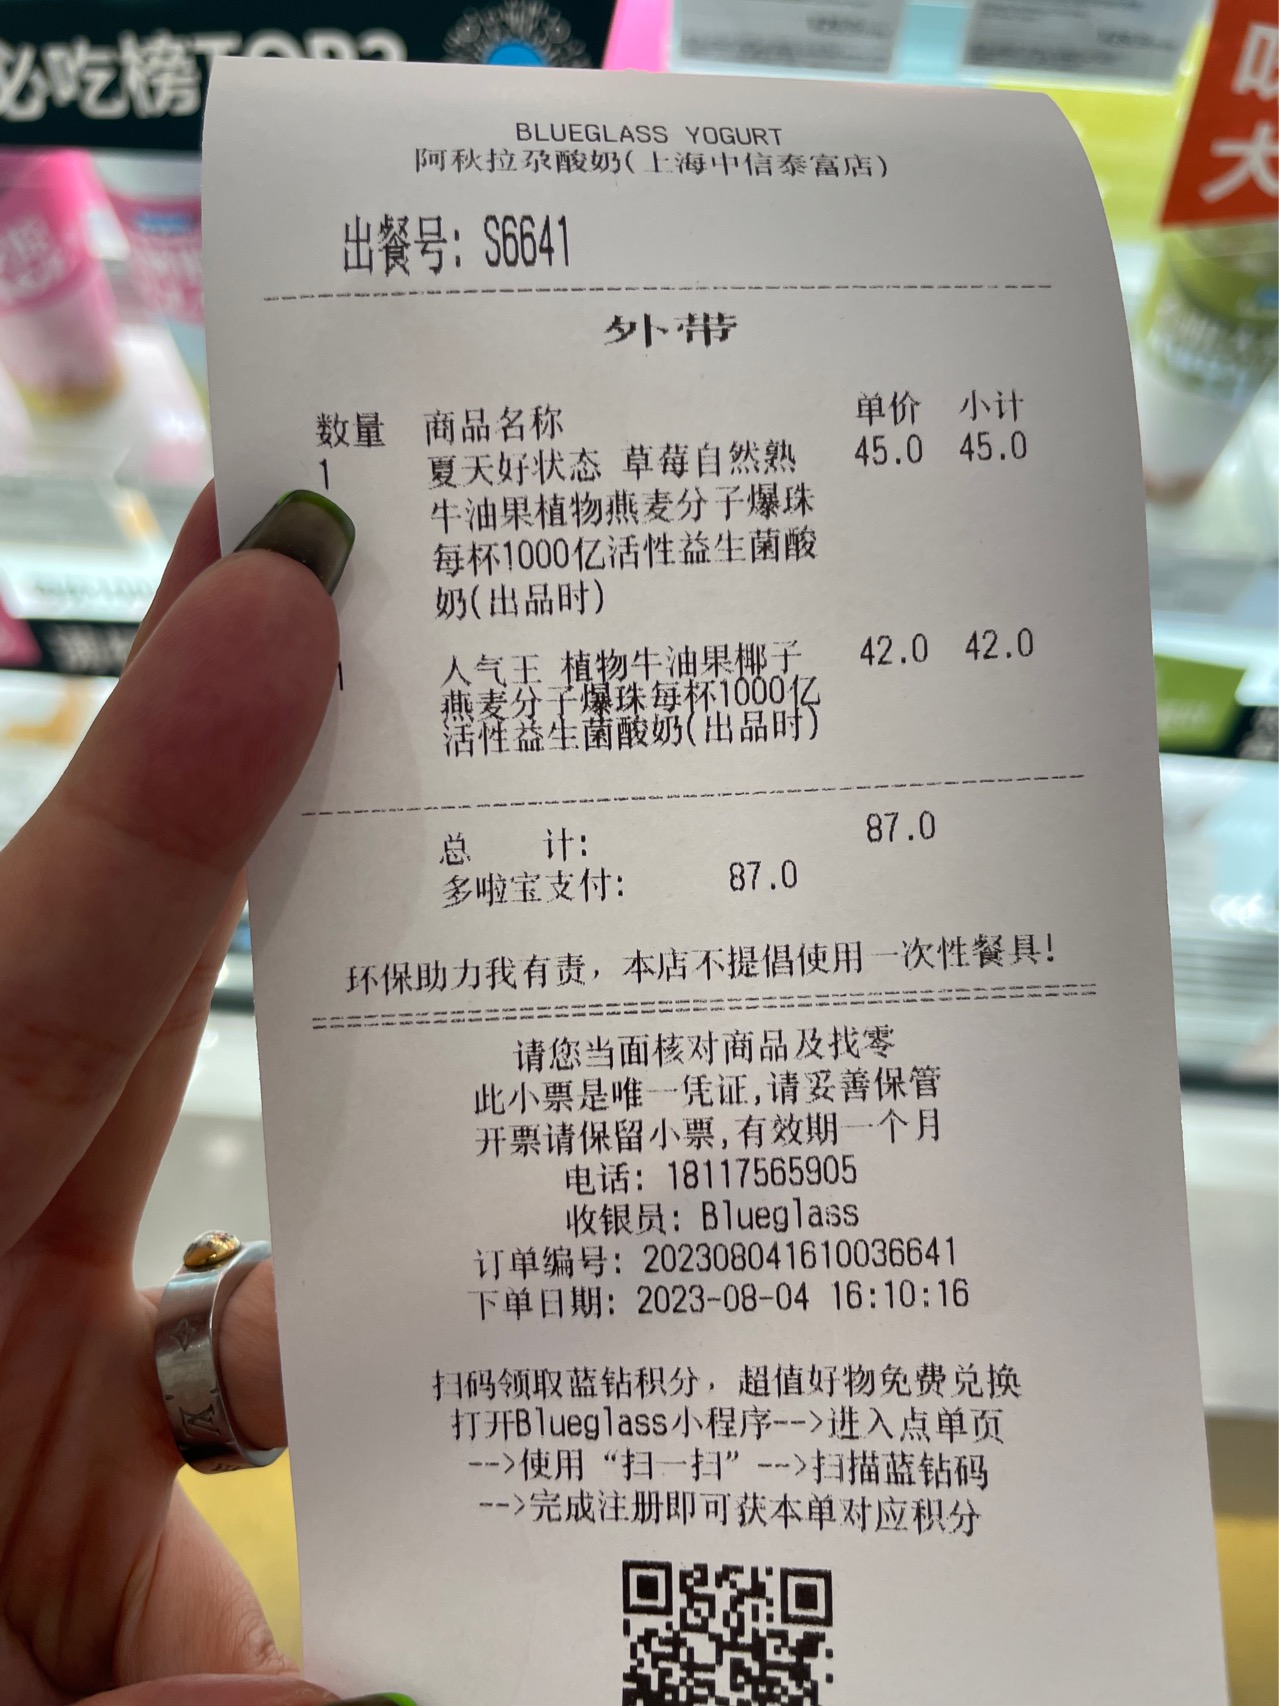 必吃榜TOP3
BLUEGLASS YOGURT
阿秋拉尕酸奶(上海中信泰富店)
出餐号: S6641
外带
数量 商品名称 单价 小计
1 夏天好状态 草莓自然熟 45.0 45.0
牛油果植物燕麦分子爆珠
每杯1000亿活性益生菌酸
奶(出品时)
1 人气王 植物牛油果椰子 42.0 42.0
燕麦分子爆珠每杯1000亿
活性益生菌酸奶(出品时)
总 计: 87.0
多啦宝支付: 87.0
环保助力我有责，本店不提倡使用一次性餐具!
请您当面核对商品及找零
此小票是唯一凭证,请妥善保管
开票请保留小票,有效期一个月
电话: 18117565905
收银员: Blueglass
订单编号: 202308041610036641
下单日期: 2023-08-04 16:10:16
扫码领取蓝钻积分，超值好物免费兑换
打开Blueglass小程序-->进入点单页
-->使用“扫一扫”-->扫描蓝钻码
-->完成注册即可获本单对应积分